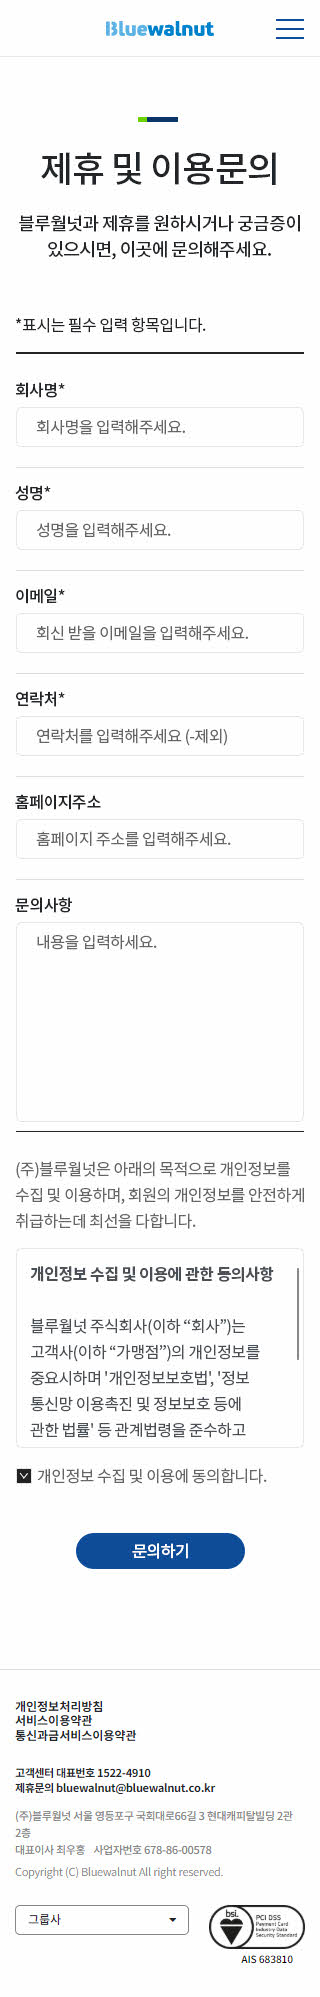 Bluewalnut
제휴 및 이용문의
블루월넛과 제휴를 원하시거나 궁금증이
있으시면, 이곳에 문의해주세요.
*표시는 필수 입력 항목입니다.
회사명*
회사명을 입력해주세요.
성명*
성명을 입력해주세요.
이메일*
회신 받을 이메일을 입력해주세요.
연락처*
연락처를 입력해주세요 (-제외)
홈페이지주소
홈페이지 주소를 입력해주세요.
문의사항
내용을 입력하세요.
(주)블루월넛은 아래의 목적으로 개인정보를
수집 및 이용하며, 회원의 개인정보를 안전하게
취급하는데 최선을 다합니다.
개인정보 수집 및 이용에 관한 동의사항
블루월넛 주식회사(이하 “회사”)는
고객사(이하 “가맹점”)의 개인정보를
중요시하며 '개인정보보호법', '정보
통신망 이용촉진 및 정보보호 등에
관한 법률' 등 관계법령을 준수하고
개인정보 수집 및 이용에 동의합니다.
문의하기
개인정보처리방침
서비스이용약관
통신과금서비스이용약관
고객센터 대표번호 1522-4910
제휴문의 bluewalnut@bluewalnut.co.kr
(주)블루월넛 서울 영등포구 국회대로66길 3 현대캐피탈빌딩 2관
2층
대표이사 최우홍 사업자번호 678-86-00578
Copyright (C) Bluewalnut All right reserved.
그룹사
bsi.
PCI DSS
Payment Card
Industry Data
Security Standard
AIS 683810